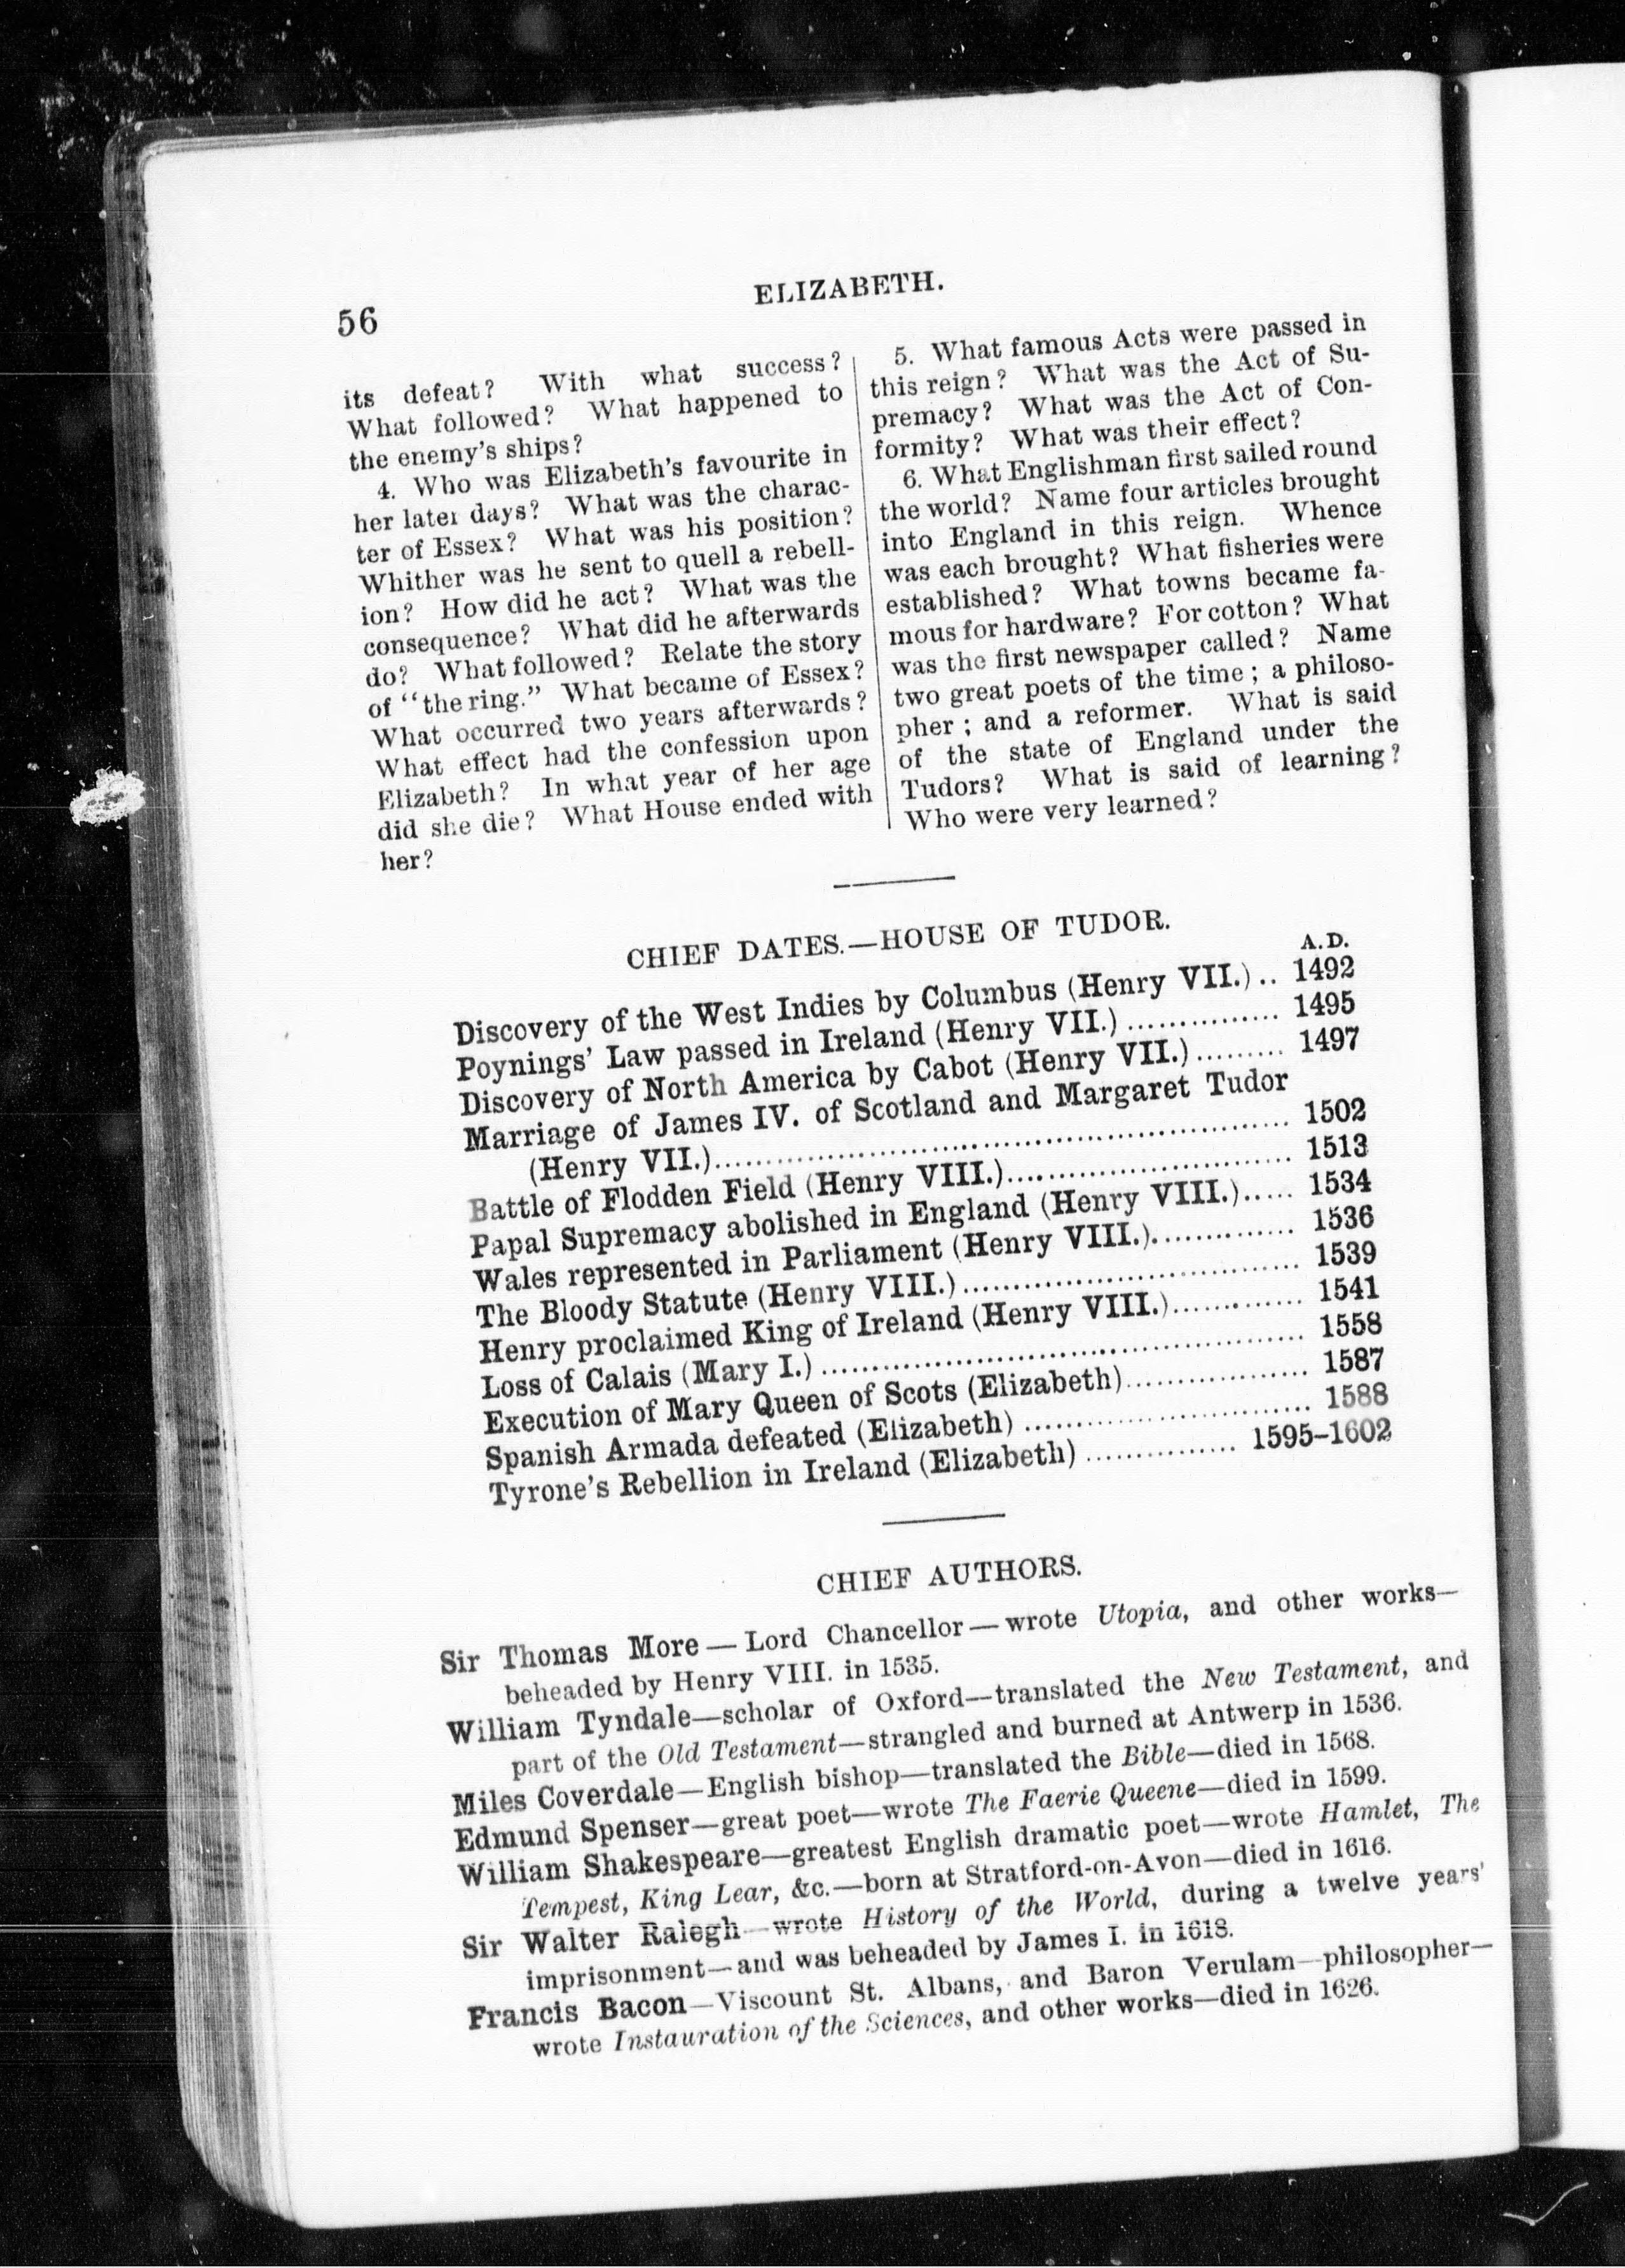 56
ELIZABETH.
its defeat? With what success?
What followed? What happened to
the enemy's ships?
4. Who was Elizabeth's favourite in
her later days? What was the charac-
ter of Essex? What was his position?
Whither was he sent to quell a rebell-
ion? How did he act? What was the
consequence? What did he afterwards
do? What followed? Relate the story
of "the ring." What became of Essex?
What occurred two years afterwards?
What effect had the confession upon
Elizabeth? In what year of her age
did she die? What House ended with
her?
5. What famous Acts were passed in
this reign? What was the Act of Su-
premacy? What was the Act of Con-
formity? What was their effect?
6. What Englishman first sailed round
the world? Name four articles brought
into England in this reign. Whence
was each brought? What fisheries were
established? What towns became fa-
mous for hardware? For cotton? What
was the first newspaper called? Name
two great poets of the time; a philoso-
pher; and a reformer. What is said
of the state of England under the
Tudors? What is said of learning?
Who were very learned?
CHIEF DATES.—HOUSE OF TUDOR.
A.D.
Discovery of the West Indies by Columbus (Henry VII.).. 1492
Poynings' Law passed in Ireland (Henry VII.) ............... 1495
Discovery of North America by Cabot (Henry VII.)......... 1497
Marriage of James IV. of Scotland and Margaret Tudor
(Henry VII.)......................................................... 1502
Battle of Flodden Field (Henry VIII.)............................ 1513
Papal Supremacy abolished in England (Henry VIII.)..... 1534
Wales represented in Parliament (Henry VIII.).............. 1536
The Bloody Statute (Henry VIII.)................................. 1539
Henry proclaimed King of Ireland (Henry VIII.)............. 1541
Loss of Calais (Mary I.) ................................................ 1558
Execution of Mary Queen of Scots (Elizabeth).................. 1587
Spanish Armada defeated (Elizabeth) ............................ 1588
Tyrone's Rebellion in Ireland (Elizabeth) ............... 1595-1602
CHIEF AUTHORS.
Sir Thomas More—Lord Chancellor—wrote Utopia, and other works—
beheaded by Henry VIII. in 1535.
William Tyndale—scholar of Oxford—translated the New Testament, and
part of the Old Testament—strangled and burned at Antwerp in 1536.
Miles Coverdale—English bishop—translated the Bible—died in 1568.
Edmund Spenser—great poet—wrote The Faerie Queene—died in 1599.
William Shakespeare—greatest English dramatic poet—wrote Hamlet, The
Tempest, King Lear, &c.—born at Stratford-on-Avon—died in 1616.
Sir Walter Ralegh—wrote History of the World, during a twelve years'
imprisonment—and was beheaded by James I. in 1618.
Francis Bacon—Viscount St. Albans, and Baron Verulam—philosopher—
wrote Instauration of the Sciences, and other works—died in 1626.